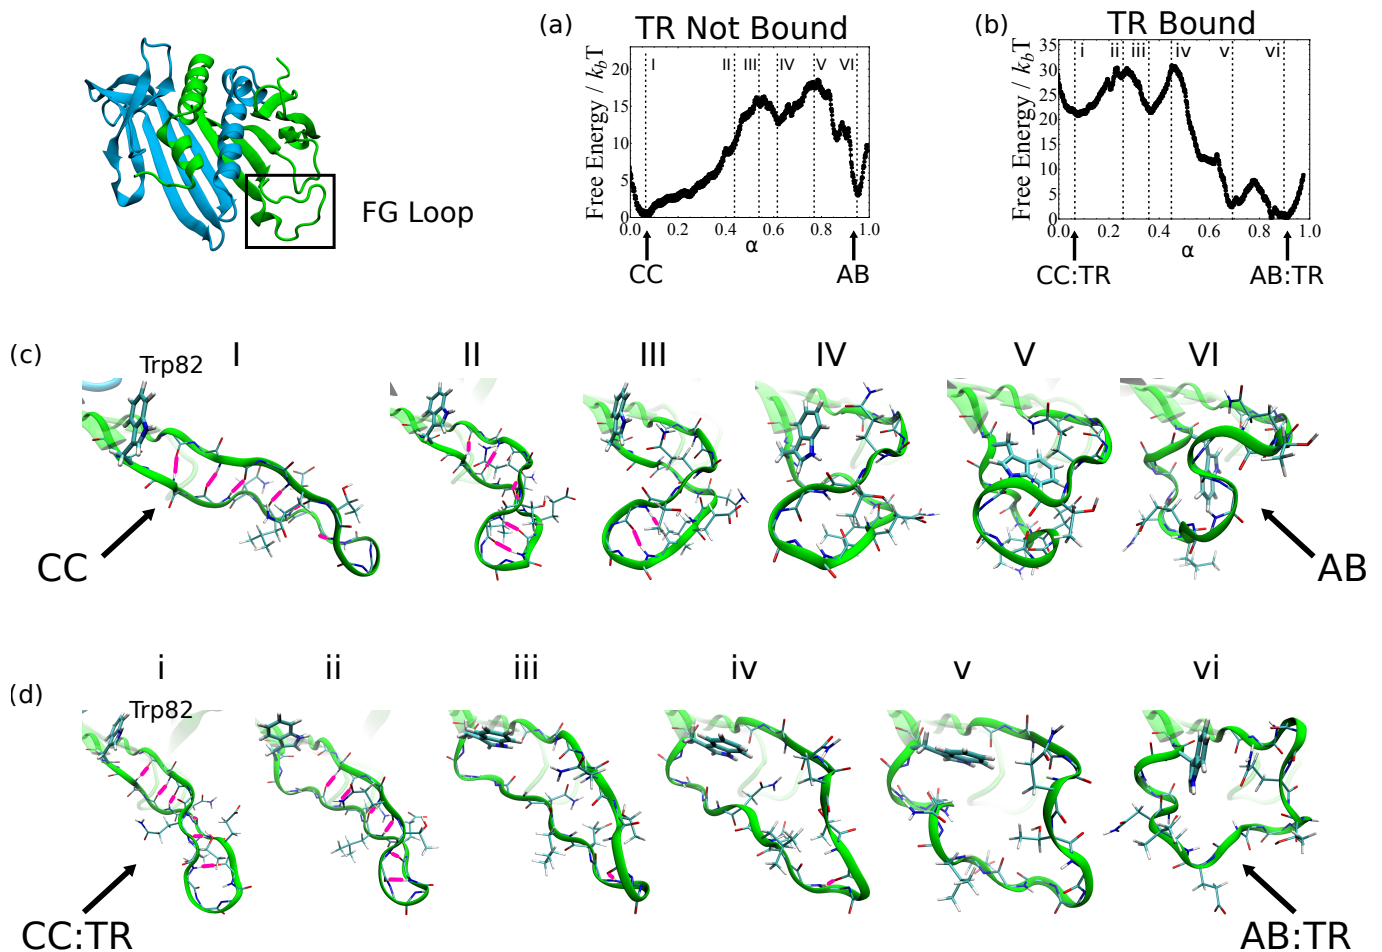 (a)
TR Not Bound
Free Energy / k_bT
20
15
10
5
0
I
II
III
IV
V
VI
0.0 0.2 0.4 0.6 0.8 1.0
α
CC
AB
(b)
TR Bound
Free Energy / k_bT
35
30
25
20
15
10
5
0
i
ii
iii
iv
v
vi
0.0 0.2 0.4 0.6 0.8 1.0
α
CC:TR
AB:TR
FG Loop
(c)
I
II
III
IV
V
VI
Trp82
CC
AB
(d)
i
ii
iii
iv
v
vi
Trp82
CC:TR
AB:TR